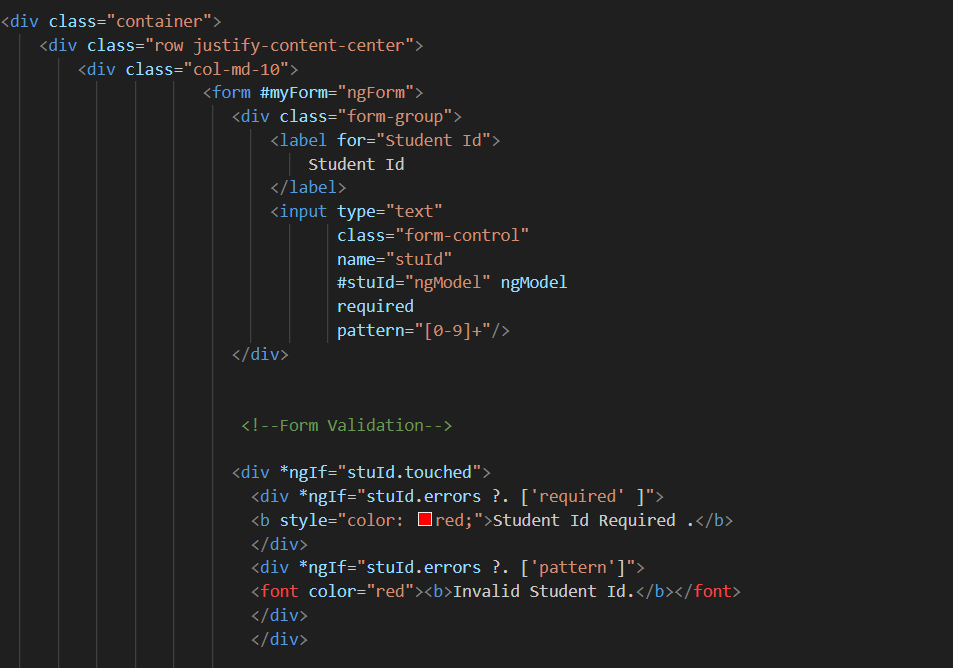 <div class="container">
<div class="row justify-content-center">
<div class="col-md-10">
<form #myForm="ngForm">
<div class="form-group">
<label for="Student Id">
Student Id
</label>
<input type="text"
class="form-control"
name="stuId"
#stuId="ngModel" ngModel
required
pattern="[0-9]+"/>
</div>
<!--Form Validation-->
<div *ngIf="stuId.touched">
<div *ngIf="stuId.errors ?. ['required' ]">
<b style="color: red;">Student Id Required .</b>
</div>
<div *ngIf="stuId.errors ?. ['pattern']">
<font color="red"><b>Invalid Student Id.</b></font>
</div>
</div>